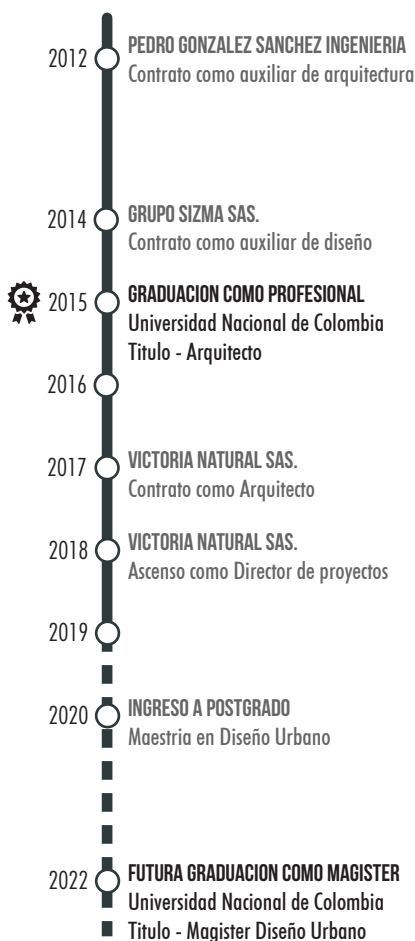 2012 PEDRO GONZALEZ SANCHEZ INGENIERIA
Contrato como auxiliar de arquitectura
2014 GRUPO SIZMA SAS.
Contrato como auxiliar de diseño
2015 GRADUACION COMO PROFESIONAL
Universidad Nacional de Colombia
Titulo - Arquitecto
2016
2017 VICTORIA NATURAL SAS.
Contrato como Arquitecto
2018 VICTORIA NATURAL SAS.
Ascenso como Director de proyectos
2019
2020 INGRESO A POSTGRADO
Maestria en Diseño Urbano
2022 FUTURA GRADUACION COMO MAGISTER
Universidad Nacional de Colombia
Titulo - Magister Diseño Urbano